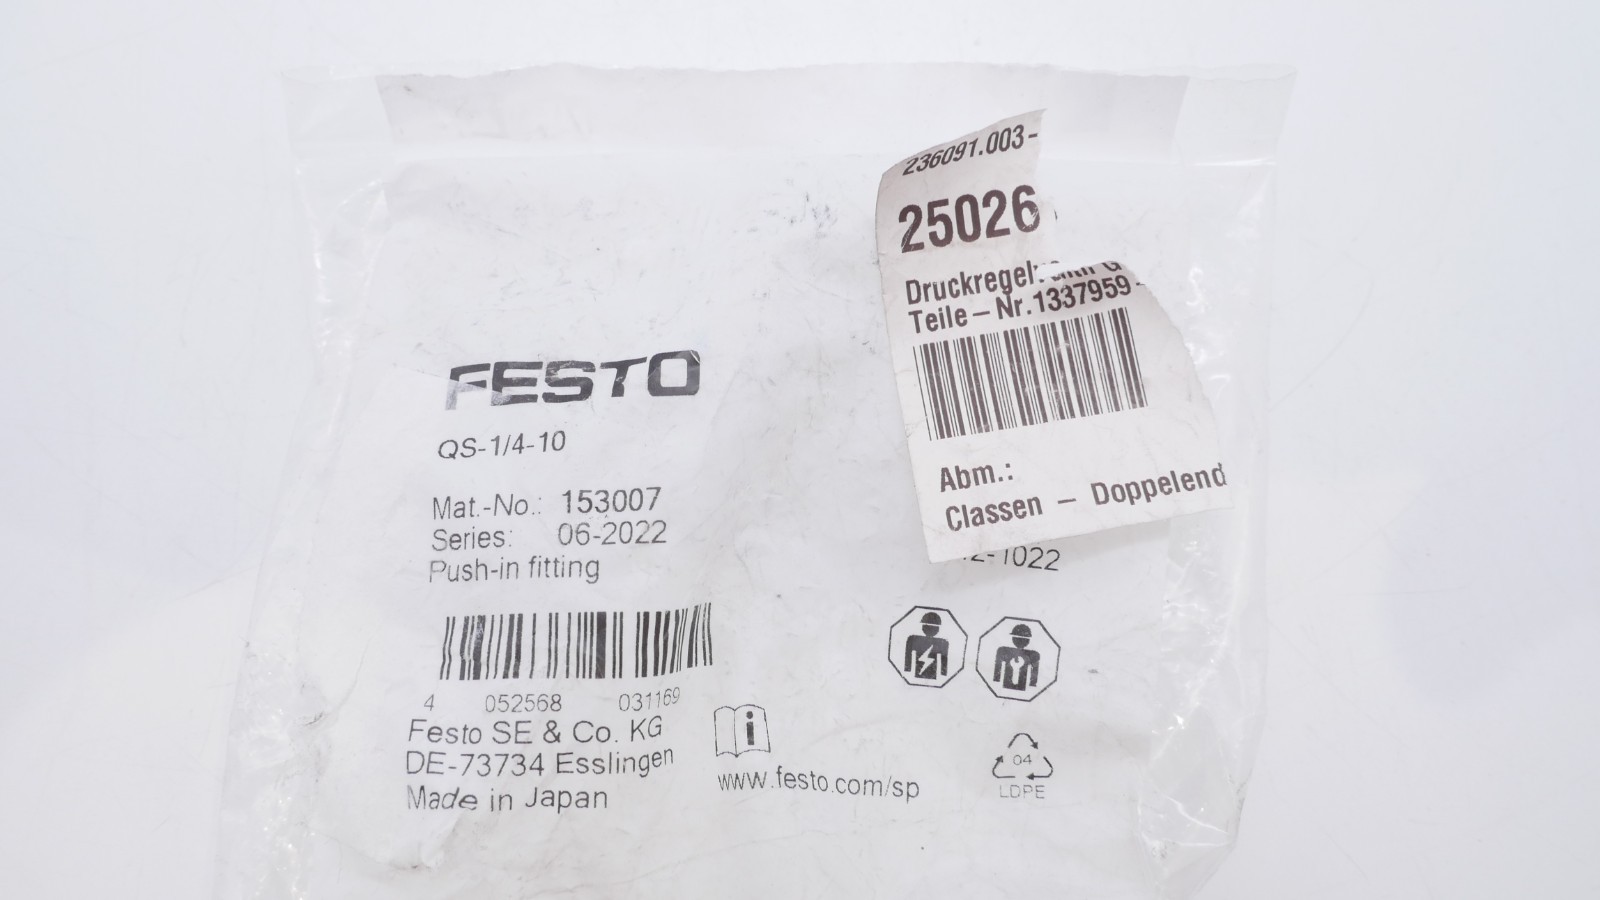 FESTO
QS-1/4-10
Mat.-No.: 153007
Series: 06-2022
Push-in fitting
4 052568 031169
Festo SE & Co. KG
DE-73734 Esslingen
Made in Japan
www.festo.com/sp
236091.003-
25026
Teile-Nr.1337959-
Abm.:
Classen - Doppelend
-1022
04
LDPE